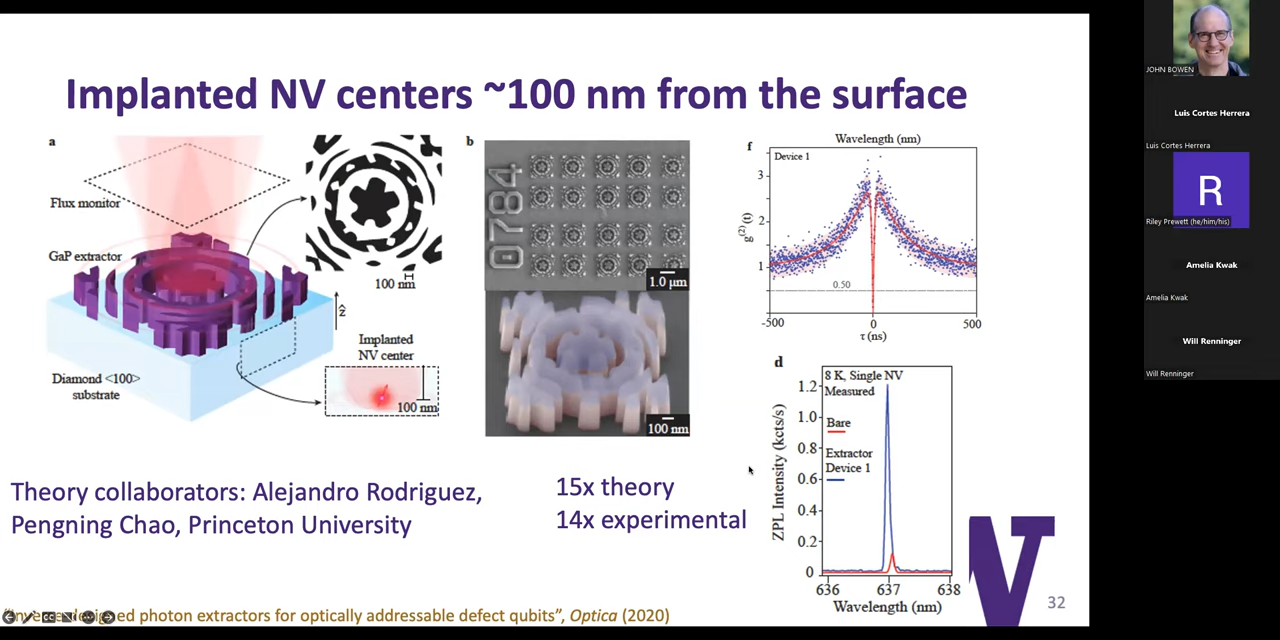 Implanted NV centers ~100 nm from the surface
a
Flux monitor
GaP extractor
100 nm
ẑ
Implanted
NV center
Diamond <100>
substrate
100 nm
b
0784
1.0 μm
100 nm
f
Wavelength (nm)
Device 1
g(2)(t)
3
2
1
0.50
-500
0
500
τ (ns)
d
8 K, Single NV
Measured
Bare
Extractor
Device 1
ZPL Intensity (kcts/s)
1.2
1.0
0.8
0.6
0.4
0.2
0
636
637
638
Wavelength (nm)
Theory collaborators: Alejandro Rodriguez,
Pengning Chao, Princeton University
15x theory
14x experimental
photon extractors for optically addressable defect qubits", Optica (2020)
W
32
JOHN BOWEN
Luis Cortes Herrera
Luis Cortes Herrera
R
Riley Prewett (he/him/his)
Amelia Kwak
Amelia Kwak
Will Renninger
Will Renninger